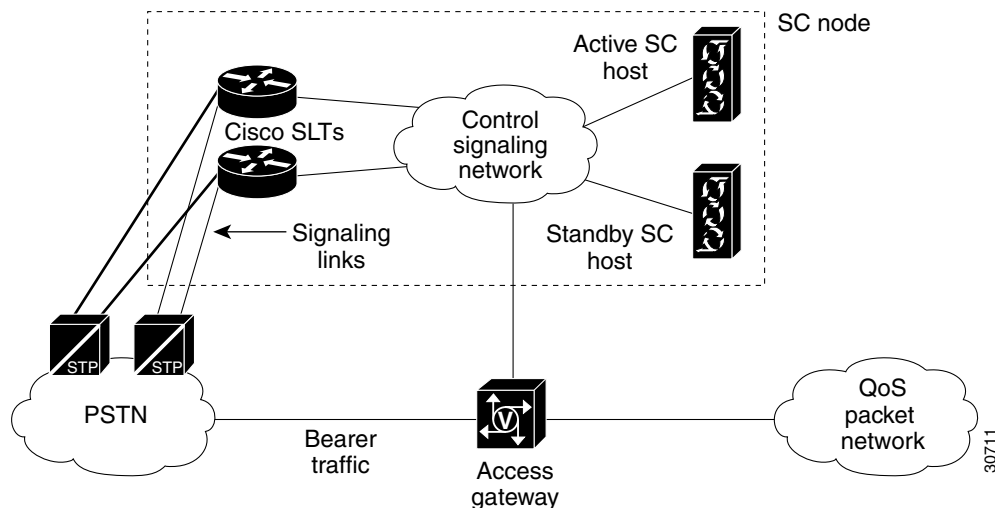 SC node
Active SC
host
Cisco SLTs
Control
signaling
network
Signaling
links
Standby SC
host
STP
STP
PSTN
Bearer
traffic
V
Access
gateway
QoS
packet
network
30711